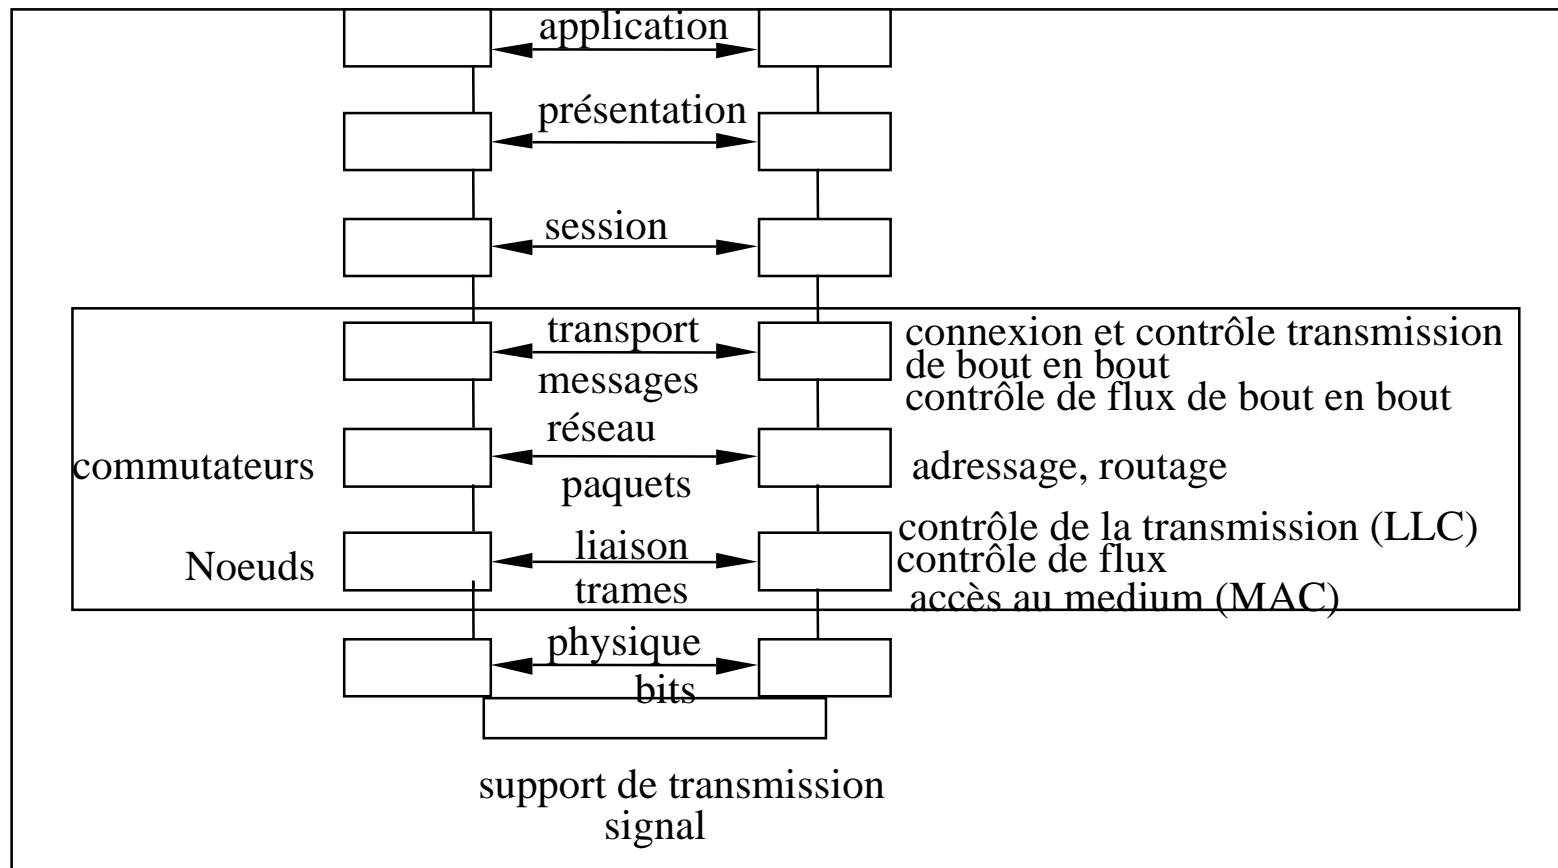 application
présentation
session
transport
connexion et contrôle transmission
de bout en bout
messages
contrôle de flux de bout en bout
réseau
commutateurs
adressage, routage
paquets
contrôle de la transmission (LLC)
liaison
Noeuds
contrôle de flux
trames
accès au medium (MAC)
physique
bits
support de transmission
signal